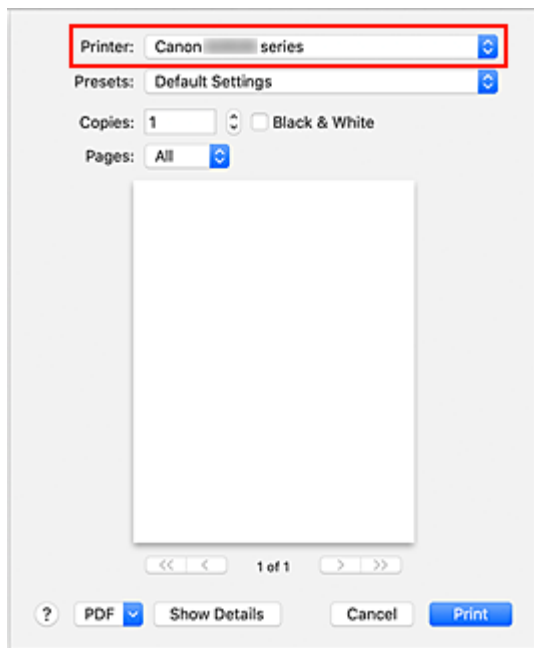 Printer: Canon series
Presets: Default Settings
Copies: 1 Black & White
Pages: All
<< < 1 of 1 > >>
? PDF Show Details Cancel Print